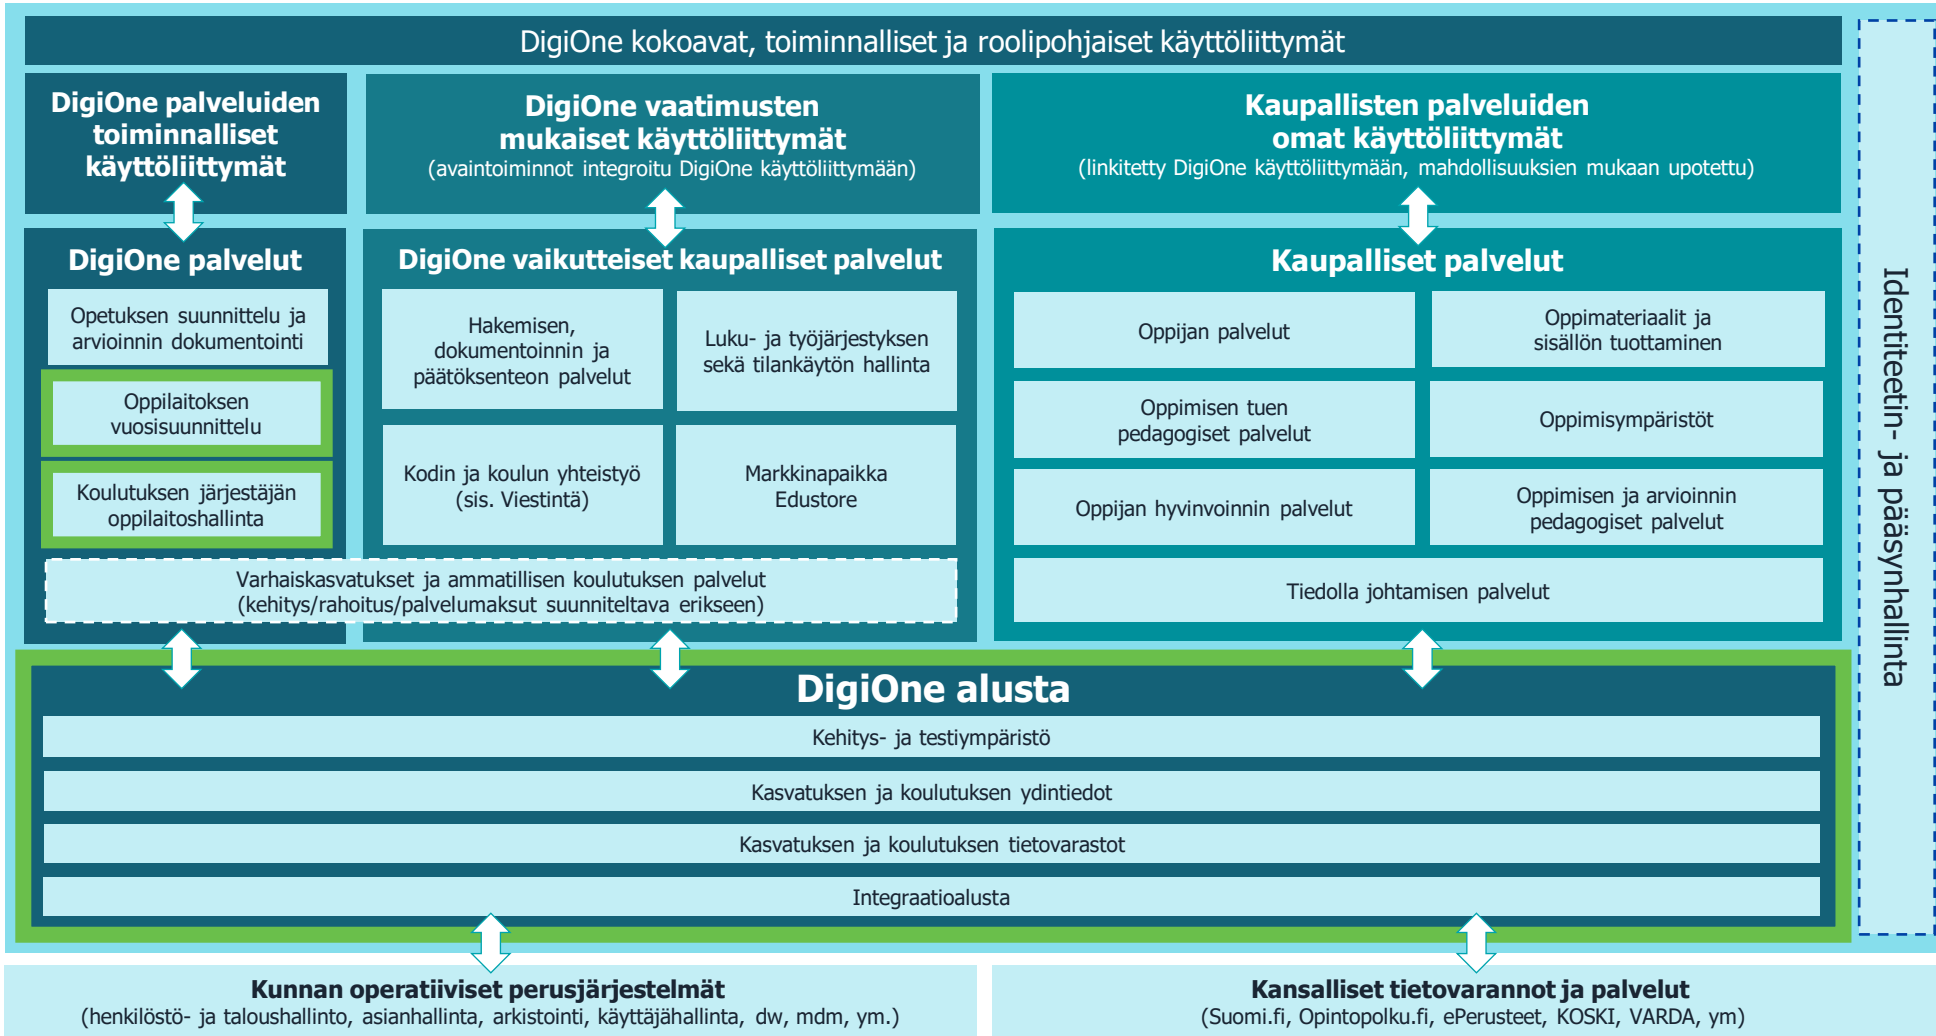 DigiOne kokoavat, toiminnalliset ja roolipohjaiset käyttöliittymät
DigiOne palveluiden
toiminnalliset
käyttöliittymät
DigiOne vaatimusten
mukaiset käyttöliittymät
(avaintoiminnot integroitu DigiOne käyttöliittymään)
Kaupallisten palveluiden
omat käyttöliittymät
(linkitetty DigiOne käyttöliittymään, mahdollisuuksien mukaan upotettu)
DigiOne palvelut
Opetuksen suunnittelu ja
arvioinnin dokumentointi
Oppilaitoksen
vuosisuunnittelu
Koulutuksen järjestäjän
oppilaitoshallinta
DigiOne vaikutteiset kaupalliset palvelut
Hakemisen,
dokumentoinnin ja
päätöksenteon palvelut
Luku- ja työjärjestyksen
sekä tilankäytön hallinta
Kodin ja koulun yhteistyö
(sis. Viestintä)
Markkinapaikka
Edustore
Varhaiskasvatukset ja ammatillisen koulutuksen palvelut
(kehitys/rahoitus/palvelumaksut suunniteltava erikseen)
Kaupalliset palvelut
Oppijan palvelut
Oppimateriaalit ja
sisällön tuottaminen
Oppimisen tuen
pedagogiset palvelut
Oppimisympäristöt
Oppijan hyvinvoinnin palvelut
Oppimisen ja arvioinnin
pedagogiset palvelut
Tiedolla johtamisen palvelut
DigiOne alusta
Kehitys- ja testiympäristö
Kasvatuksen ja koulutuksen ydintiedot
Kasvatuksen ja koulutuksen tietovarastot
Integraatioalusta
Identiteetin- ja pääsynhallinta
Kunnan operatiiviset perusjärjestelmät
(henkilöstö- ja taloushallinto, asianhallinta, arkistointi, käyttäjähallinta, dw, mdm, ym.)
Kansalliset tietovarannot ja palvelut
(Suomi.fi, Opintopolku.fi, ePerusteet, KOSKI, VARDA, ym)